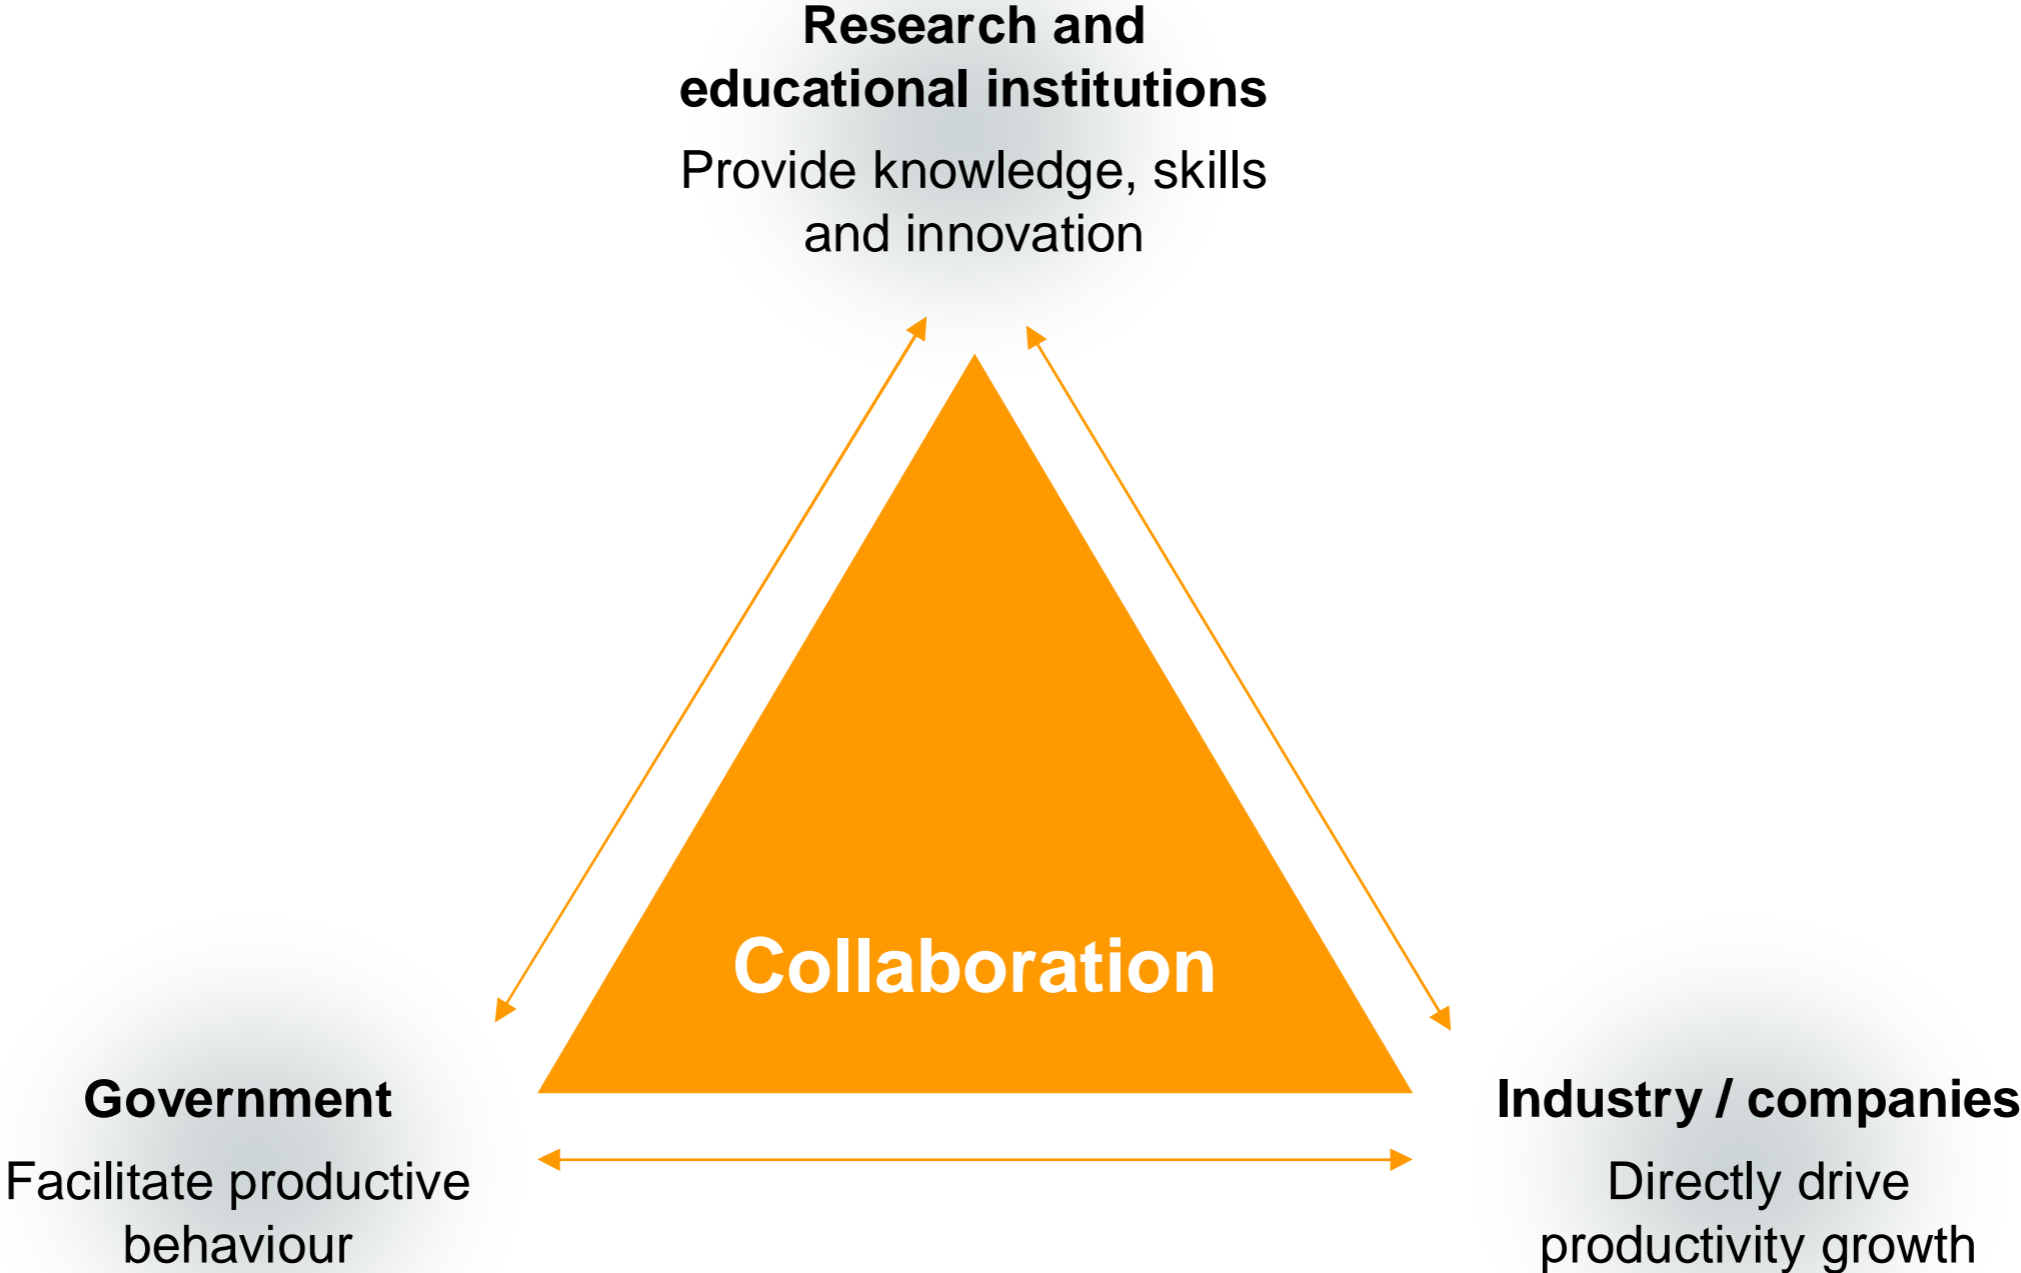 Research and
educational institutions
Provide knowledge, skills
and innovation
Collaboration
Government
Facilitate productive
behaviour
Industry / companies
Directly drive
productivity growth